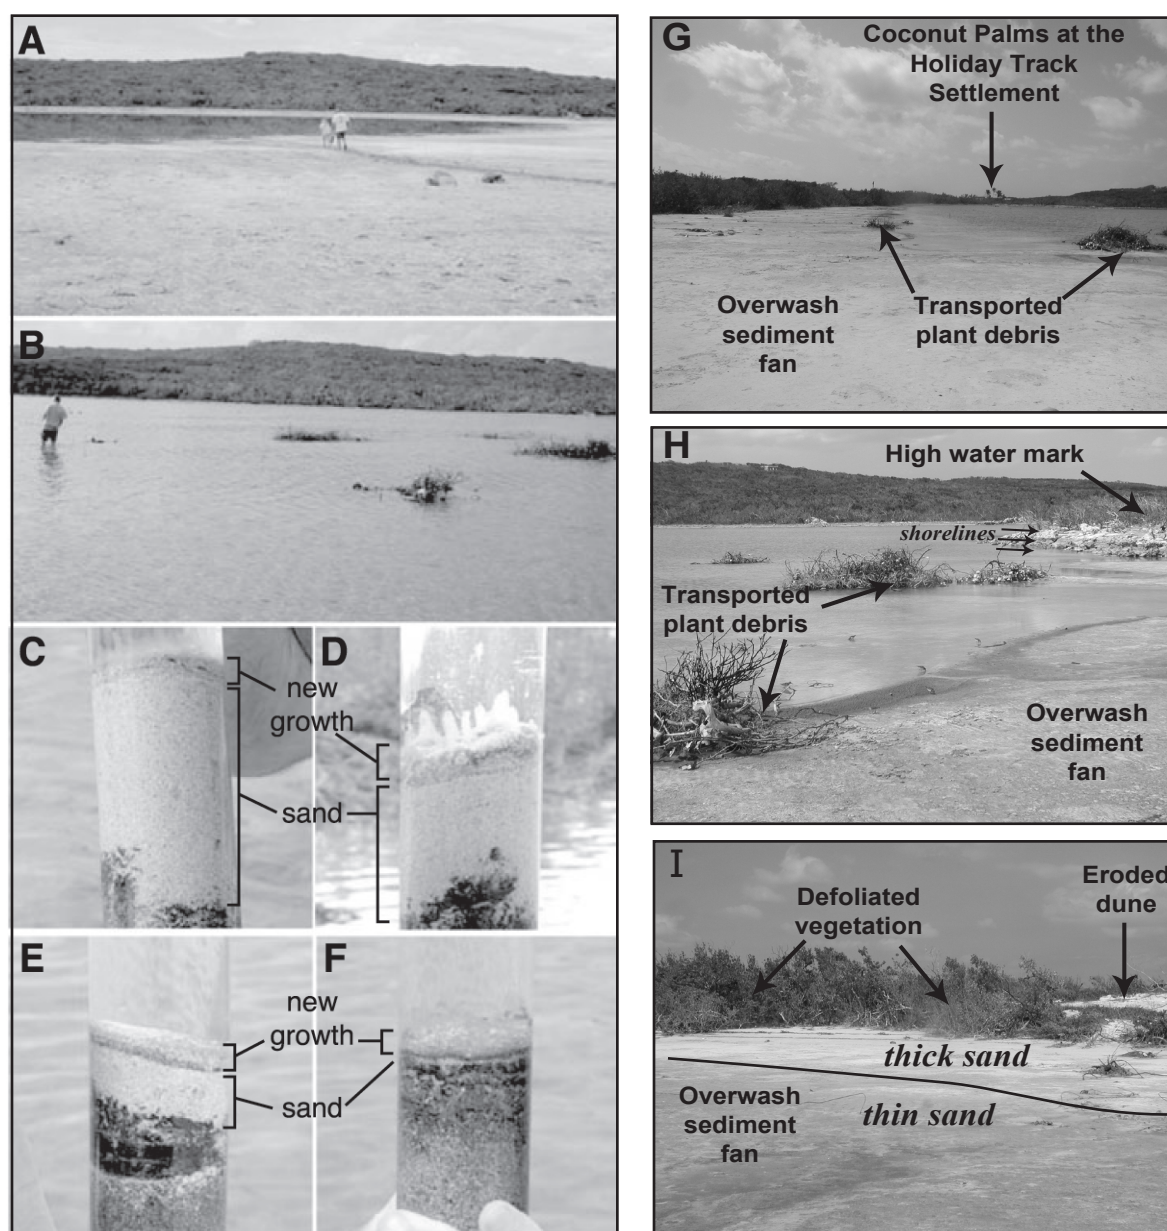 A
B
C
D
new
growth
sand
E
F
new
growth
sand
G
Coconut Palms at the
Holiday Track
Settlement
Overwash
sediment
fan
Transported
plant debris
H
High water mark
shorelines
Transported
plant debris
Overwash
sediment
fan
I
Defoliated
vegetation
Eroded
dune
thick sand
thin sand
Overwash
sediment
fan